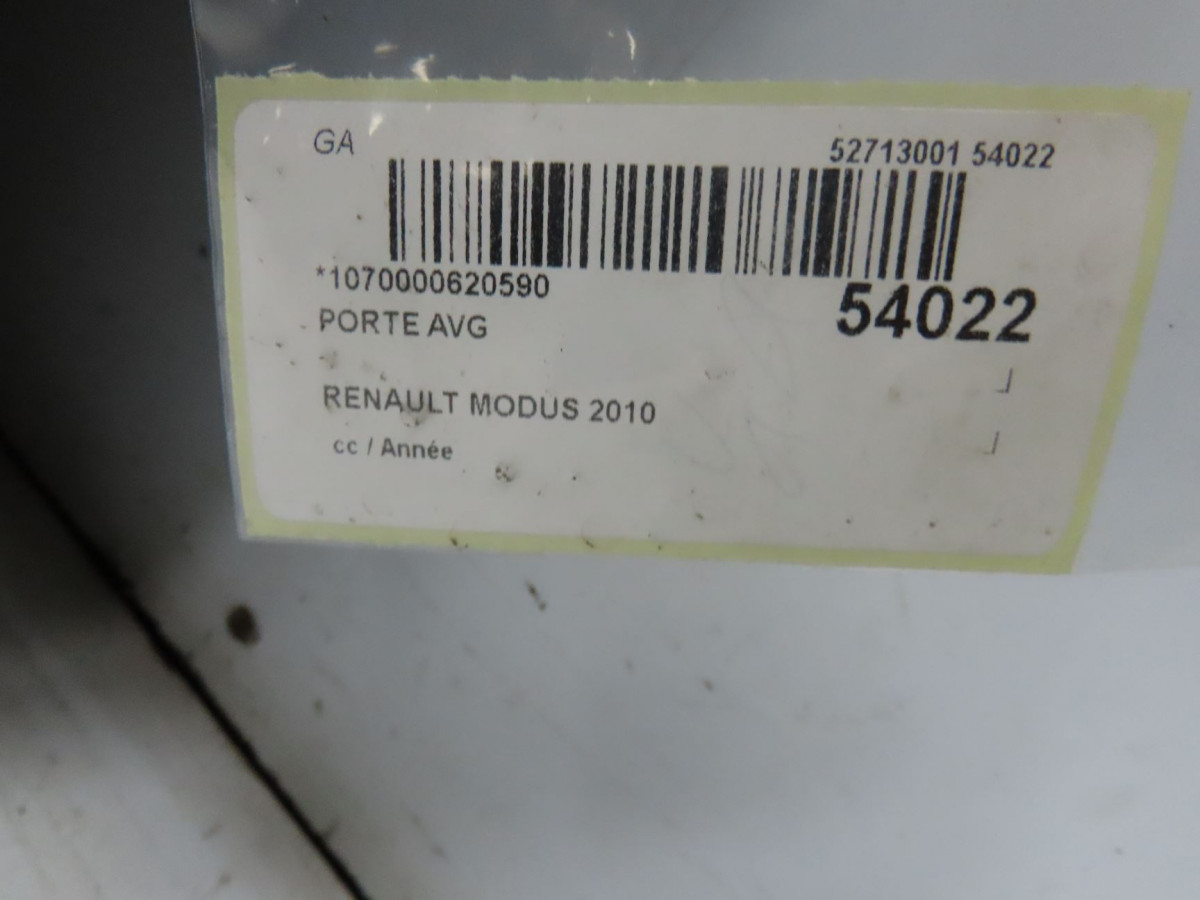 GA 52713001 54022
*1070000620590
54022
PORTE AVG
RENAULT MODUS 2010
cc / Année